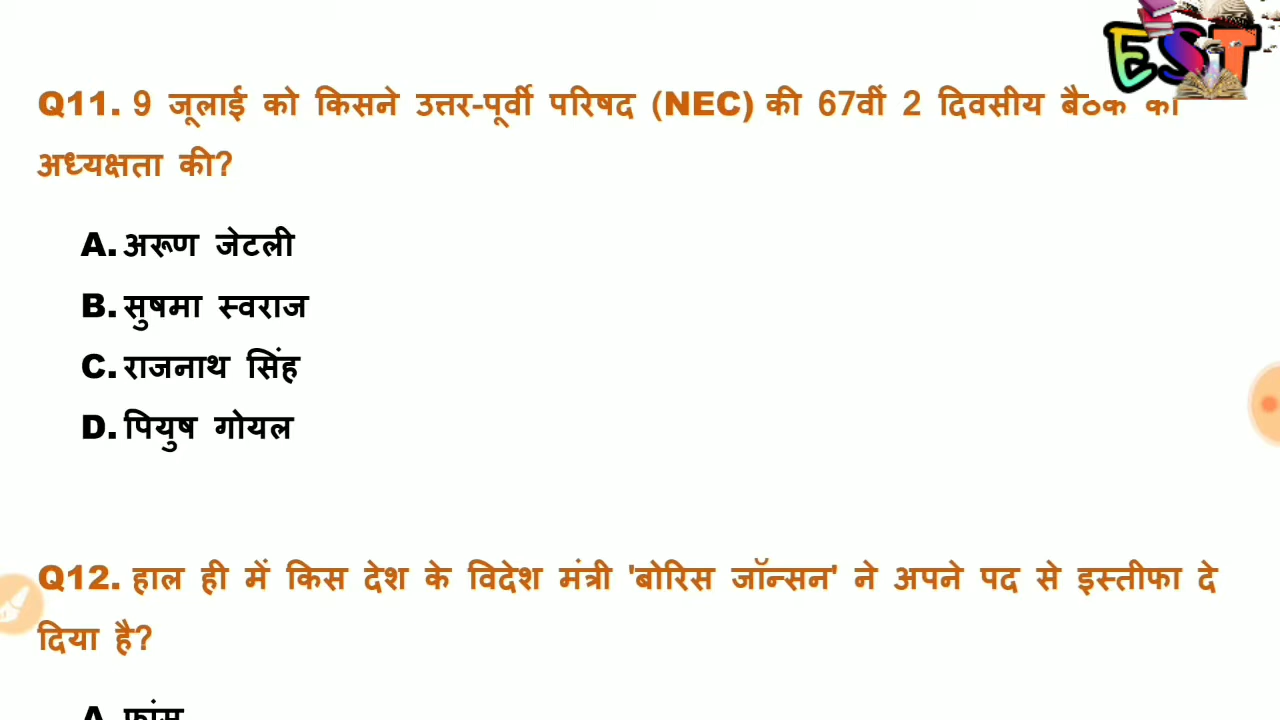 EST
Q11. 9 जूलाई को किसने उत्तर-पूर्वी परिषद (NEC) की 67वीं 2 दिवसीय बैठक की
अध्यक्षता की?
A. अरूण जेटली
B. सुषमा स्वराज
C. राजनाथ सिंह
D. पियुष गोयल
Q12. हाल ही में किस देश के विदेश मंत्री 'बोरिस जॉन्सन' ने अपने पद से इस्तीफा दे
दिया है?
A. फ्रांस